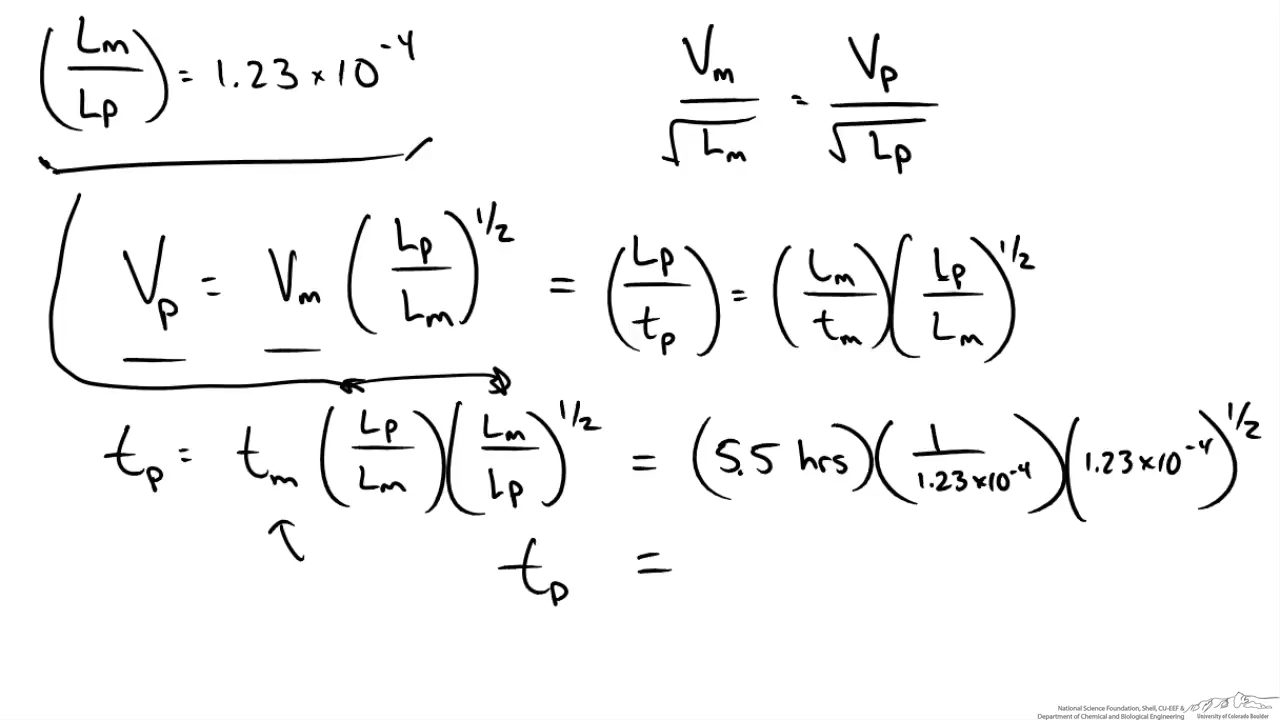 (Lm/Lp) = 1.23 × 10⁻⁴
Vm/√Lm = Vp/√Lp
Vp = Vm (Lp/Lm)^1/2 = (Lp/tp) = (Lm/tm)(Lp/Lm)^1/2
tp = tm (Lp/Lm)(Lm/Lp)^1/2 = (5.5 hrs)(1/1.23×10⁻⁴)(1.23×10⁻⁴)^1/2
tp =
National Science Foundation, Shell, CU-EEF &
Department of Chemical and Biological Engineering
University of Colorado Boulder